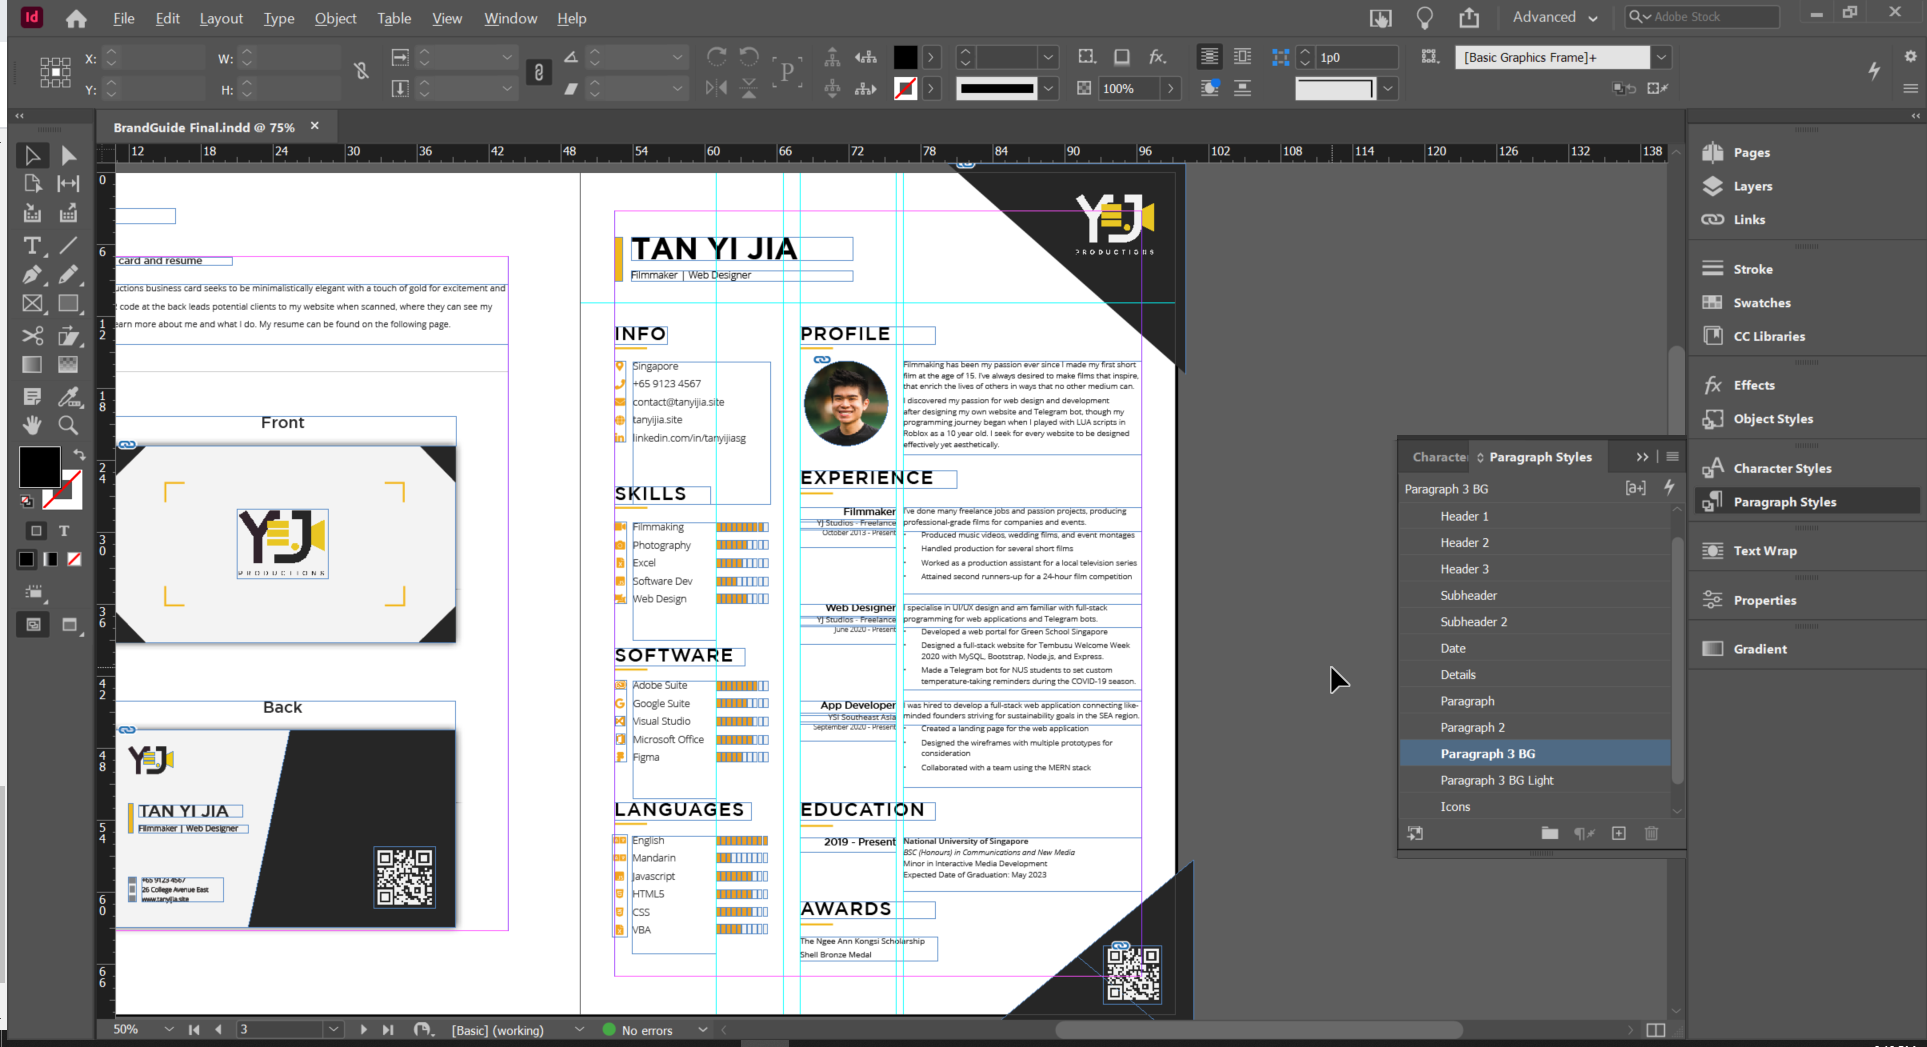 Id
File Edit Layout Type Object Table View Window Help
Advanced
Adobe Stock
X: W:
1p0
[Basic Graphics Frame]+
Y: H:
100%
BrandGuide Final.indd @ 75%
12 18 24 30 36 42 48 54 60 66 72 78 84 90 96 102 108 114 120 126 132 138
0
6
12
18
24
30
36
42
48
54
60
66
card and resume
uctions business card seeks to be minimalistically elegant with a touch of gold for excitement and
code at the back leads potential clients to my website when scanned, where they can see my
earn more about me and what I do. My resume can be found on the following page.
Front
YJ
PRODUCTIONS
Back
YJ
TAN YI JIA
Filmmaker | Web Designer
+65 9123 4567
26 College Avenue East
www.tanyijia.site
TAN YI JIA
Filmmaker | Web Designer
YJ
PRODUCTIONS
INFO
Singapore
+65 9123 4567
contact@tanyijia.site
tanyijia.site
linkedin.com/in/tanyijiasg
SKILLS
Filmmaking
Photography
Excel
Software Dev
Web Design
SOFTWARE
Adobe Suite
Google Suite
Visual Studio
Microsoft Office
Figma
LANGUAGES
English
Mandarin
Javascript
HTML5
CSS
VBA
PROFILE
Filmmaking has been my passion ever since I made my first short
film at the age of 15. I've always desired to make films that inspire,
that enrich the lives of others in ways that no other medium can.
I discovered my passion for web design and development
after designing my own website and Telegram bot, though my
programming journey began when I played with LUA scripts in
Roblox as a 10 year old. I seek for every website to be designed
effectively yet aesthetically.
EXPERIENCE
Filmmaker
YJ Studios - Freelance
October 2013 - Present
I've done many freelance jobs and passion projects, producing
professional-grade films for companies and events.
Produced music videos, wedding films, and event montages
Handled production for several short films
Worked as a production assistant for a local television series
Attained second runners-up for a 24-hour film competition
Web Designer
YJ Studios - Freelance
June 2020 - Present
I specialise in UI/UX design and am familiar with full-stack
programming for web applications and Telegram bots.
Developed a web portal for Green School Singapore
Designed a full-stack website for Tembusu Welcome Week
2020 with MySQL, Bootstrap, Node.js, and Express.
Made a Telegram bot for NUS students to set custom
temperature-taking reminders during the COVID-19 season.
App Developer
YSI Southeast Asia
September 2020 - Present
I was hired to develop a full-stack web application connecting like-
minded founders striving for sustainability goals in the SEA region.
Created a landing page for the web application
Designed the wireframes with multiple prototypes for
consideration
Collaborated with a team using the MERN stack
EDUCATION
2019 - Present
National University of Singapore
BSC (Honours) in Communications and New Media
Minor in Interactive Media Development
Expected Date of Graduation: May 2023
AWARDS
The Ngee Ann Kongsi Scholarship
Shell Bronze Medal
Characte Paragraph Styles
Paragraph 3 BG
[a+]
Header 1
Header 2
Header 3
Subheader
Subheader 2
Date
Details
Paragraph
Paragraph 2
Paragraph 3 BG
Paragraph 3 BG Light
Icons
Pages
Layers
Links
Stroke
Swatches
CC Libraries
Effects
Object Styles
Character Styles
Paragraph Styles
Text Wrap
Properties
Gradient
50%
3
[Basic] (working)
No errors